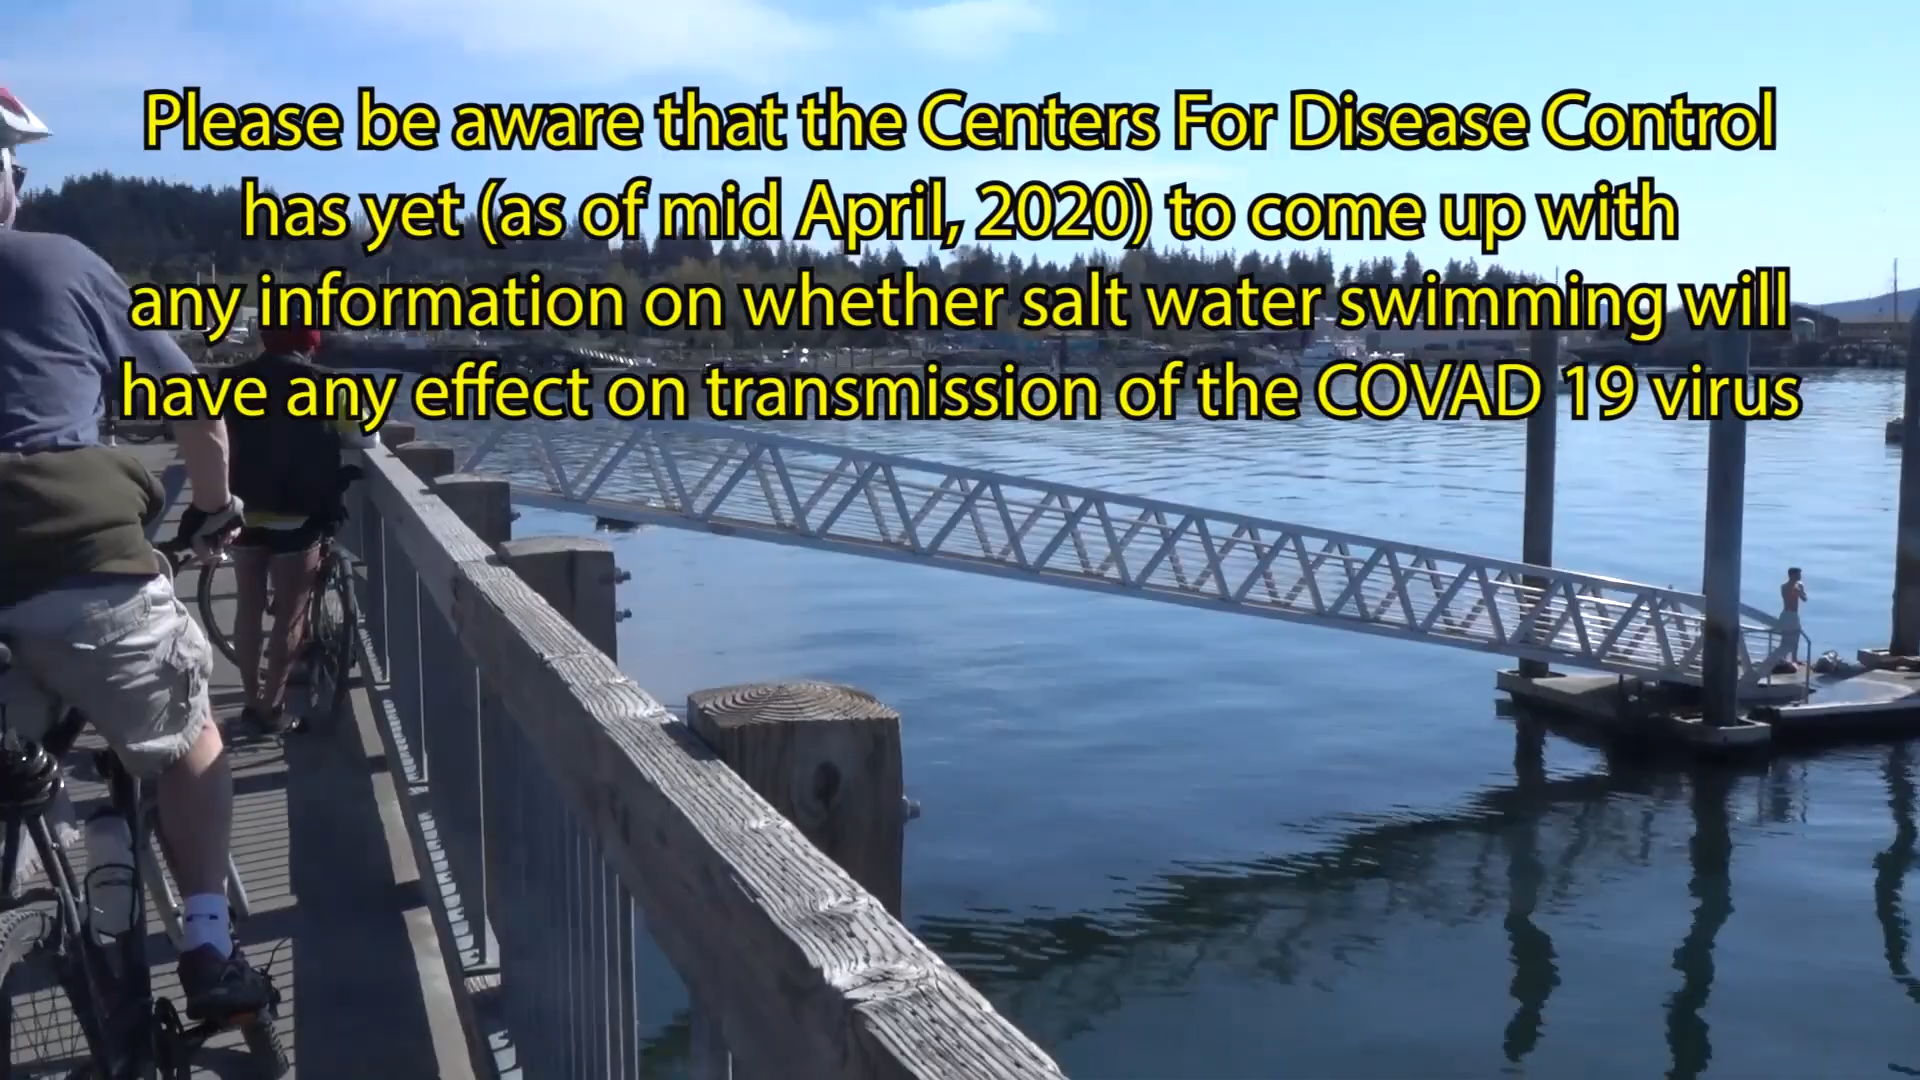 Please be aware that the Centers For Disease Control
has yet (as of mid April, 2020) to come up with
any information on whether salt water swimming will
have any effect on transmission of the COVAD 19 virus